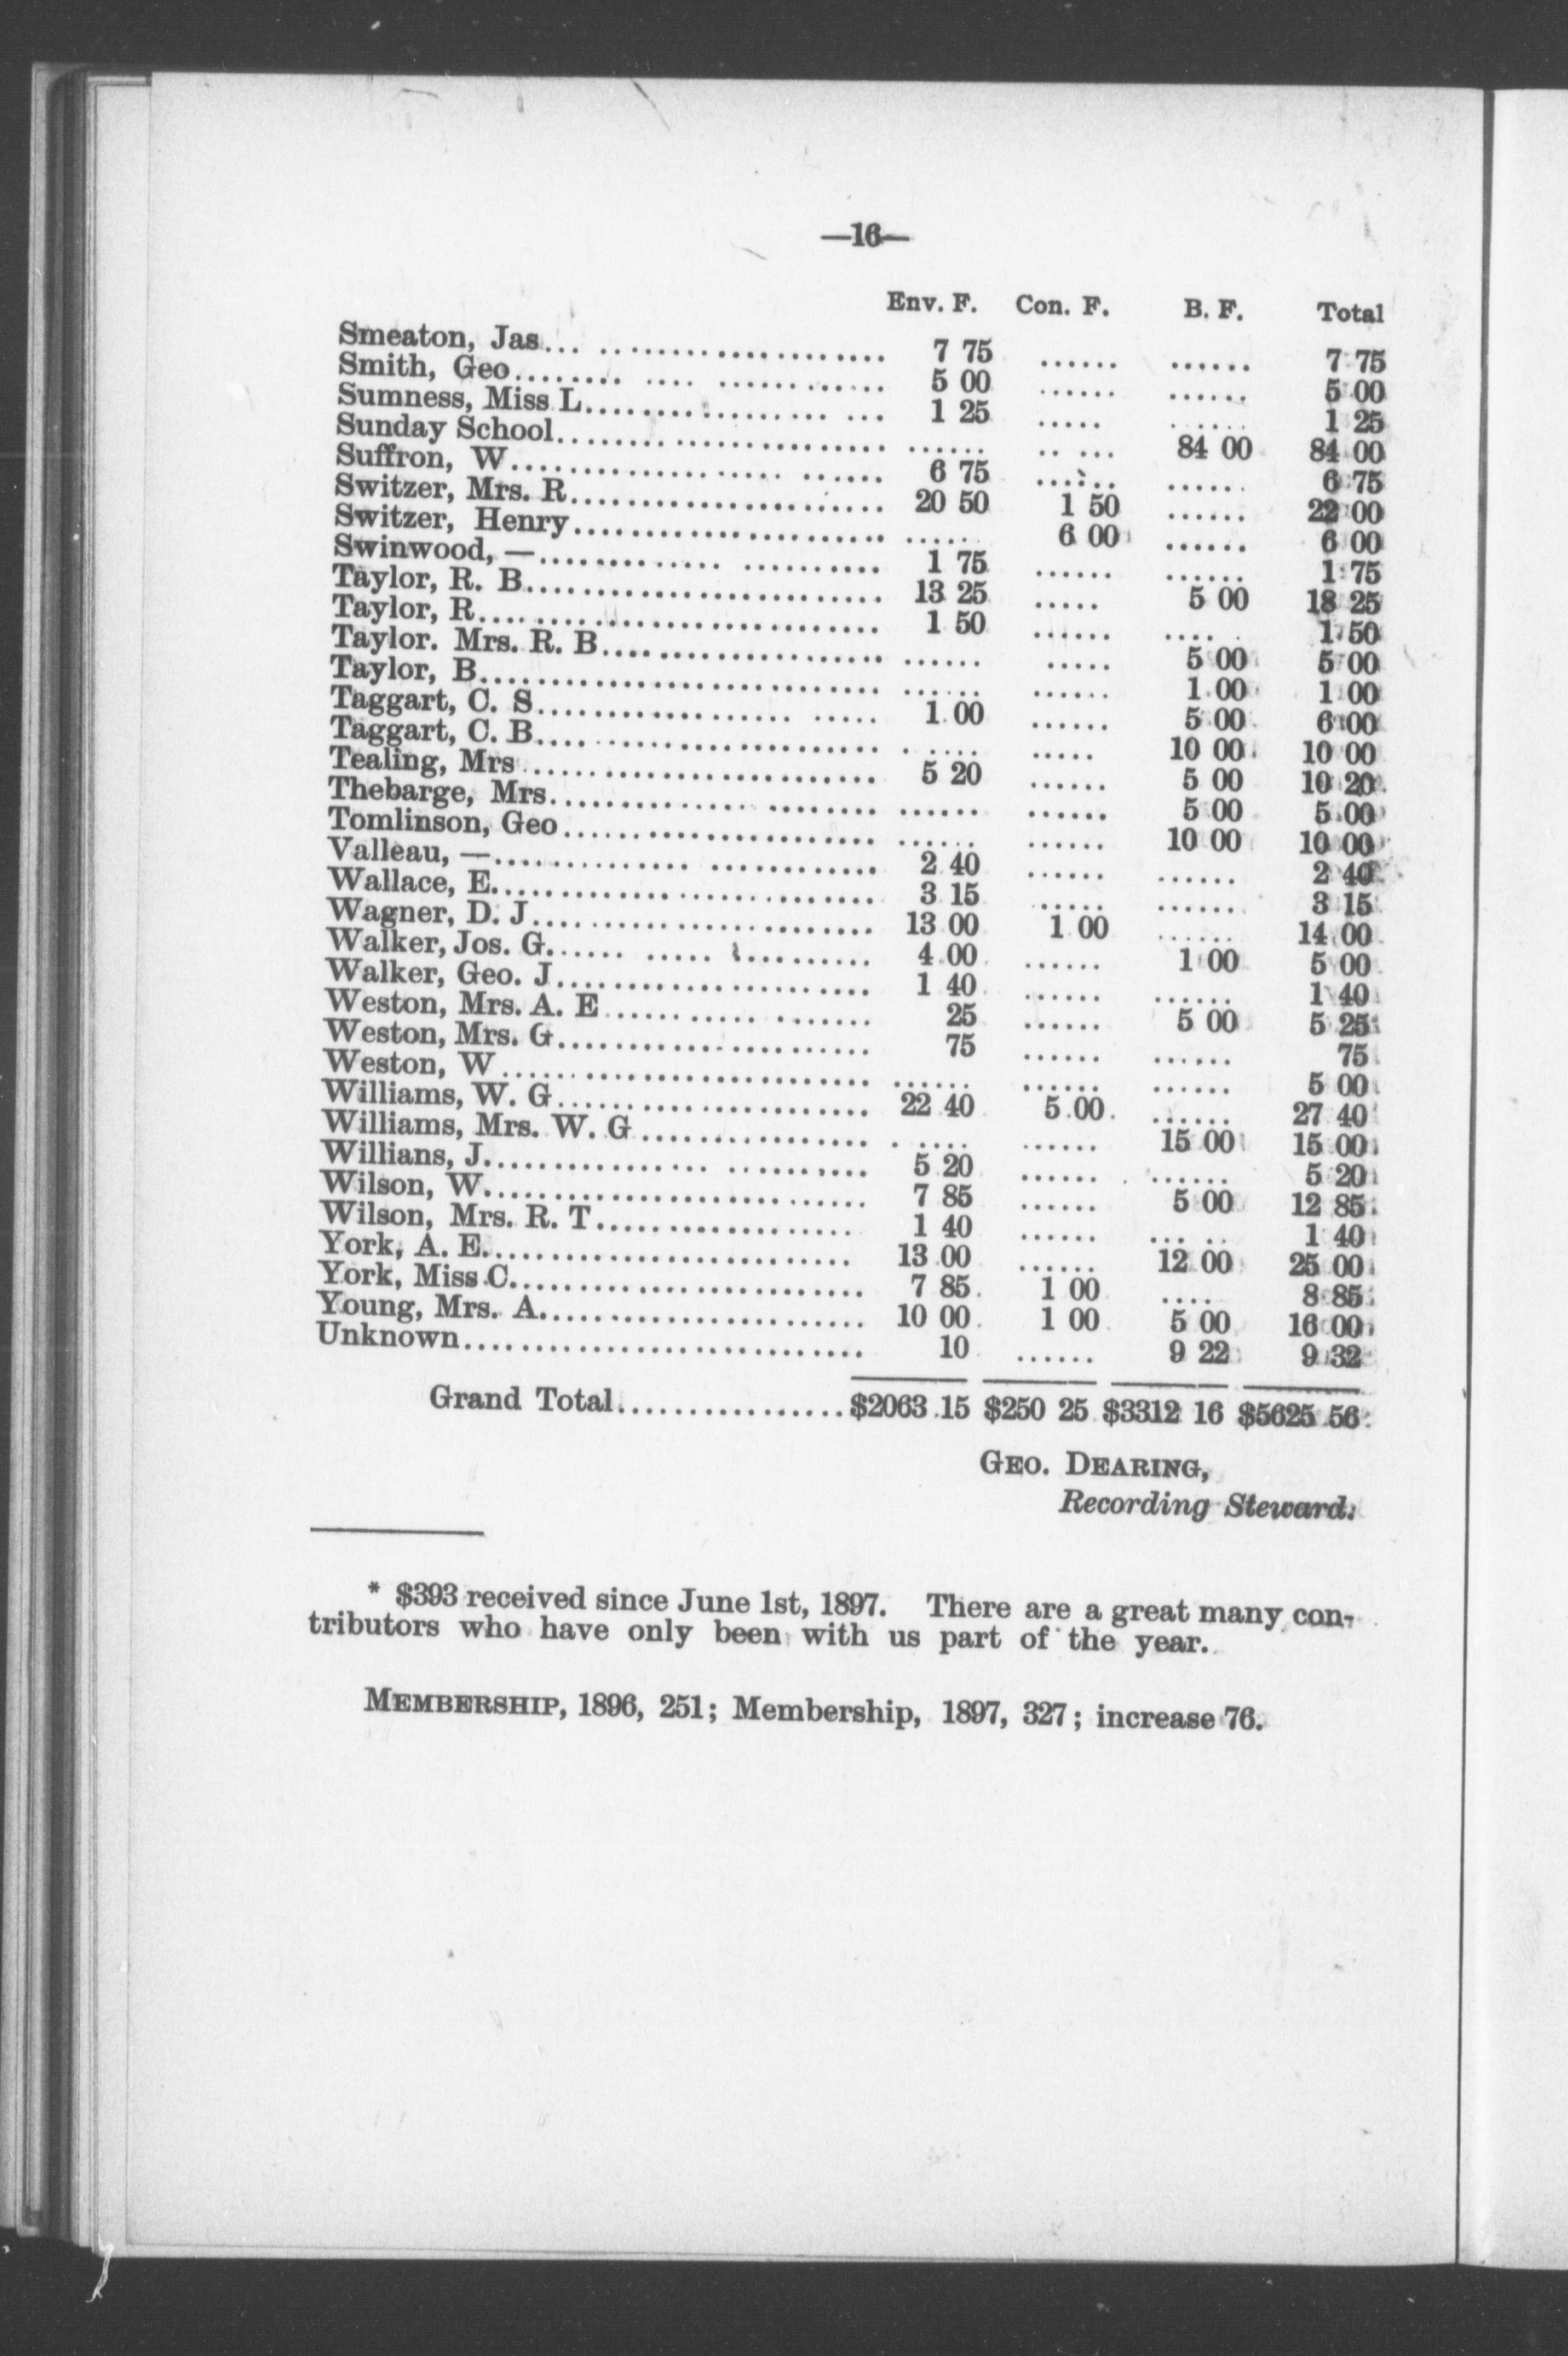 —16—
Env. F. Con. F. B. F. Total
Smeaton, Jas... ..................... 7 75 ...... ...... 7 75
Smith, Geo........ .... ............ 5 00 ...... ...... 5 00
Sumness, Miss L.................. ... 1 25 ..... ...... 1 25
Sunday School........................ ...... .. ... 84 00 84 00
Suffron, W.................... ...... 6 75 ...... ...... 6 75
Switzer, Mrs. R...................... 20 50 1 50 ...... 22 00
Switzer, Henry...................... ...... 6 00 ...... 6 00
Swinwood, —............. .......... 1 75 ...... ...... 1 75
Taylor, R. B......................... 13 25 ..... 5 00 18 25
Taylor, R............................ 1 50 ...... .... . 1 50
Taylor. Mrs. R. B.................... ...... ..... 5 00 5 00
Taylor, B............................ ...... ...... 1 00 1 00
Taggart, C. S.................. ..... 1 00 ...... 5 00 6 00
Taggart, C. B........................ . .... ..... 10 00 10 00
Tealing, Mrs ........................ 5 20 ...... 5 00 10 20
Thebarge, Mrs.............. ........ ...... ...... 5 00 5 00
Tomlinson, Geo...................... ...... ...... 10 00 10 00
Valleau, —.............. ............ 2 40 ...... ...... 2 40
Wallace, E........................... 3 15 ...... ...... 3 15
Wagner, D. J........................ 13 00 1 00 ...... 14 00
Walker, Jos. G...... ..... .......... 4 00 ...... 1 00 5 00
Walker, Geo. J...................... 1 40 ...... ...... 1 40
Weston, Mrs. A. E........... ....... 25 ...... 5 00 5 25
Weston, Mrs. G...................... 75 ...... ...... 75
Weston, W.......................... ...... ...... ...... 5 00
Williams, W. G...................... 22 40 5 00 ...... 27 40
Williams, Mrs. W. G................ . .... ...... 15 00 15 00
Willians, J................ .......... 5 20 ...... ...... 5 20
Wilson, W........................... 7 85 ...... 5 00 12 85
Wilson, Mrs. R. T.................. 1 40 ...... ... .. 1 40
York, A. E.......................... 13 00 ...... 12 00 25 00
York, Miss C......................... 7 85 1 00 .... 8 85
Young, Mrs. A....................... 10 00 1 00 5 00 16 00
Unknown............................ 10 ...... 9 22 9 32
Grand Total................$2063 15 $250 25 $3312 16 $5625 56
GEO. DEARING,
Recording Steward.
* $393 received since June 1st, 1897. There are a great many con-
tributors who have only been with us part of the year.
MEMBERSHIP, 1896, 251; Membership, 1897, 327; increase 76.